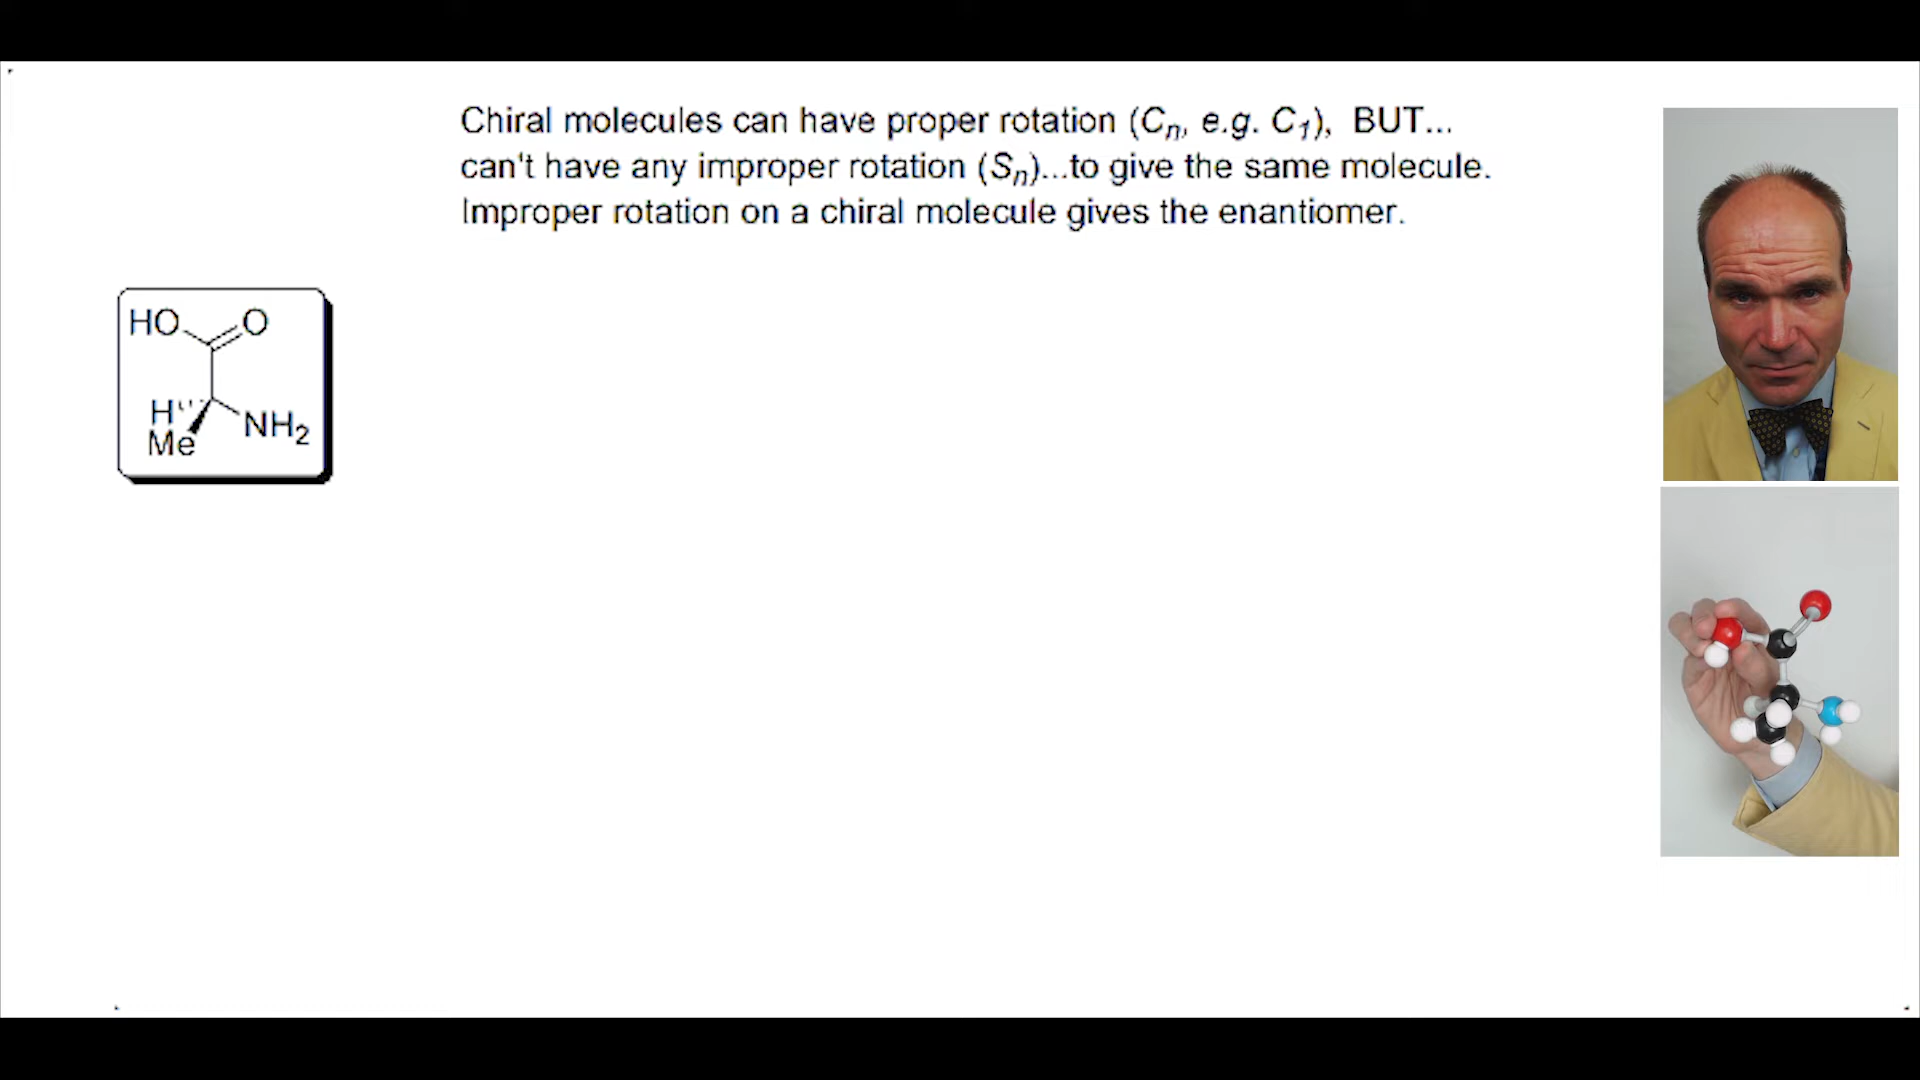 Chiral molecules can have proper rotation (Cn, e.g. C1), BUT...
can't have any improper rotation (Sn)...to give the same molecule.
Improper rotation on a chiral molecule gives the enantiomer.
HO O
H
Me NH2